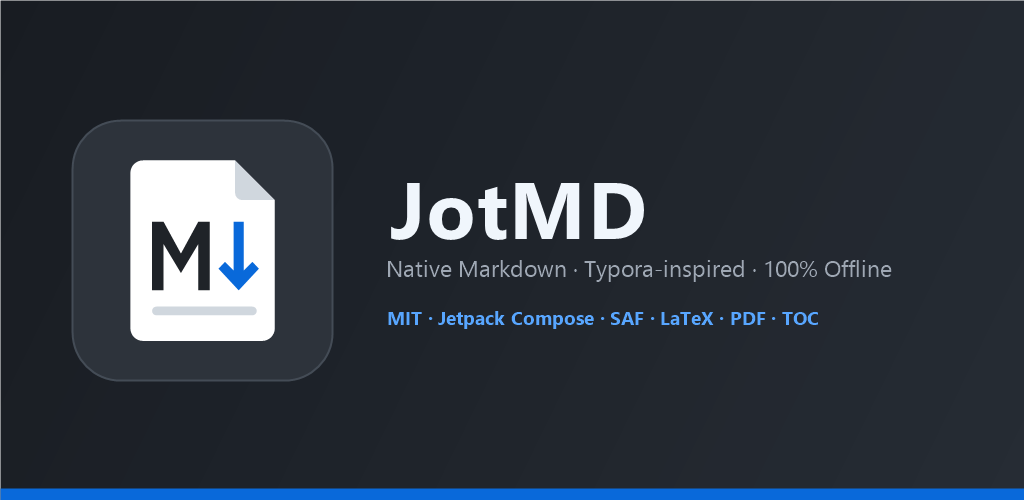 M↓
JotMD
Native Markdown · Typora-inspired · 100% Offline
MIT · Jetpack Compose · SAF · LaTeX · PDF · TOC